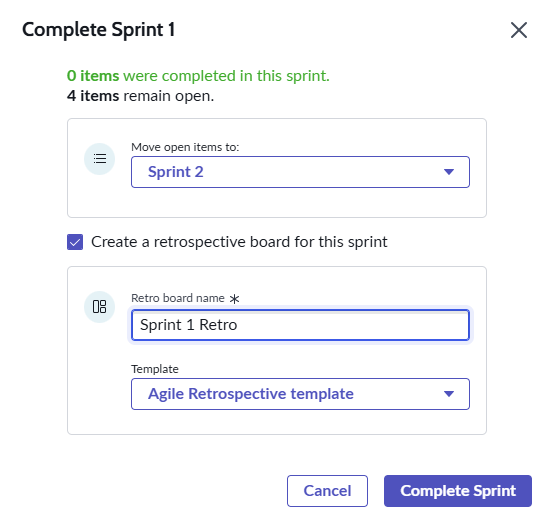 Complete Sprint 1
0 items were completed in this sprint.
4 items remain open.
Move open items to:
Sprint 2
Create a retrospective board for this sprint
Retro board name *
Sprint 1 Retro
Template
Agile Retrospective template
Cancel
Complete Sprint